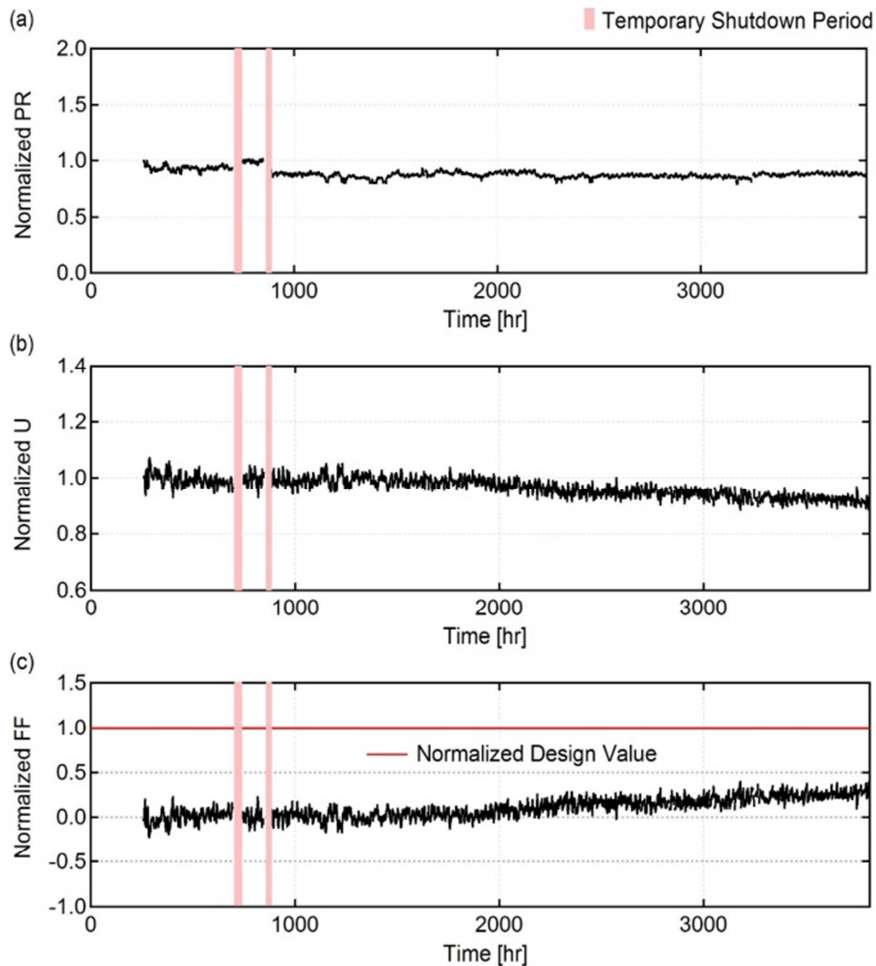 (a)
Temporary Shutdown Period
2.0
1.5
1.0
0.5
0.0
Normalized PR
0 1000 2000 3000
Time [hr]
(b)
1.4
1.2
1.0
0.8
0.6
Normalized U
0 1000 2000 3000
Time [hr]
(c)
1.5
1.0
0.5
0.0
-0.5
-1.0
Normalized FF
Normalized Design Value
0 1000 2000 3000
Time [hr]